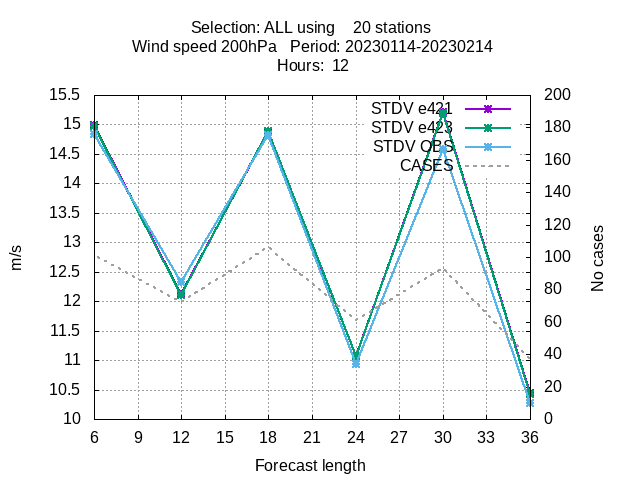 Selection: ALL using 20 stations
Wind speed 200hPa Period: 20230114-20230214
Hours: 12
STDV e421
STDV e423
STDV OBS
CASES
15.5
15
14.5
14
13.5
13
12.5
12
11.5
11
10.5
10
m/s
200
180
160
140
120
100
80
60
40
20
0
No cases
6 9 12 15 18 21 24 27 30 33 36
Forecast length